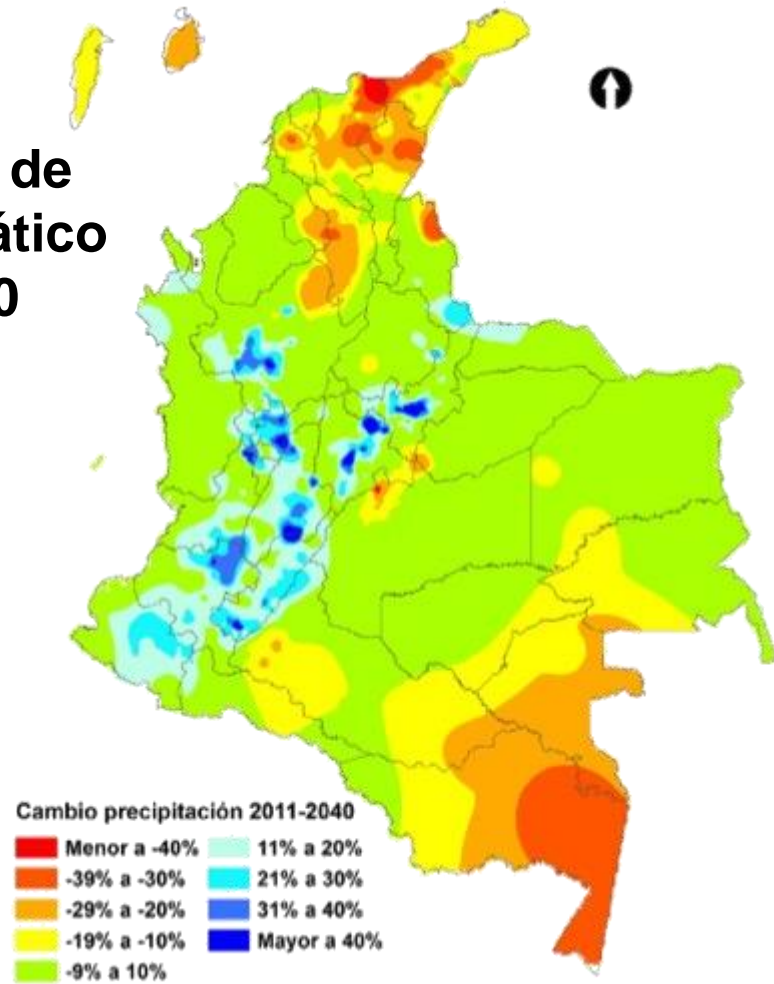 de
ático
0
Cambio precipitación 2011-2040
Menor a -40%
-39% a -30%
-29% a -20%
-19% a -10%
-9% a 10%
11% a 20%
21% a 30%
31% a 40%
Mayor a 40%